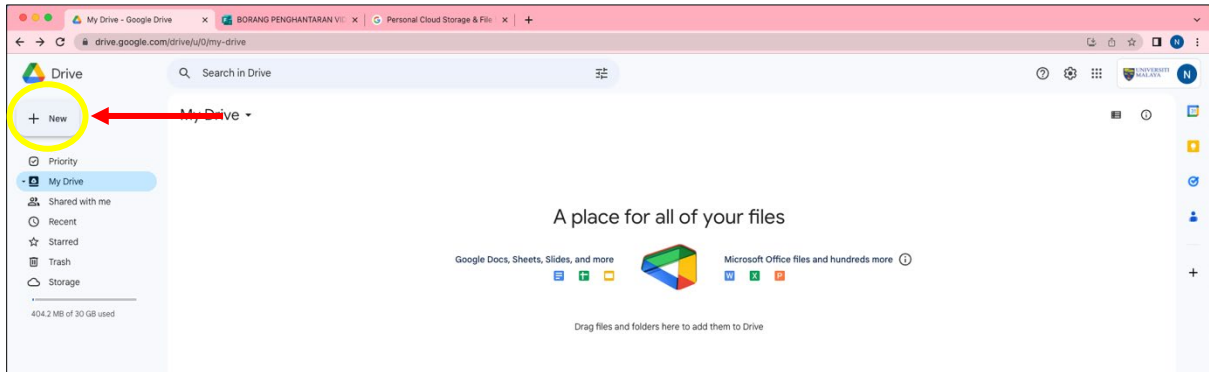 My Drive - Google Drive
BORANG PENGHANTARAN VID
Personal Cloud Storage & File
drive.google.com/drive/u/0/my-drive
N
Drive
Search in Drive
UNIVERSITI MALAYA
N
New
My Drive
Priority
My Drive
Shared with me
Recent
Starred
Trash
Storage
404.2 MB of 30 GB used
A place for all of your files
Google Docs, Sheets, Slides, and more
Microsoft Office files and hundreds more
W X P
Drag files and folders here to add them to Drive